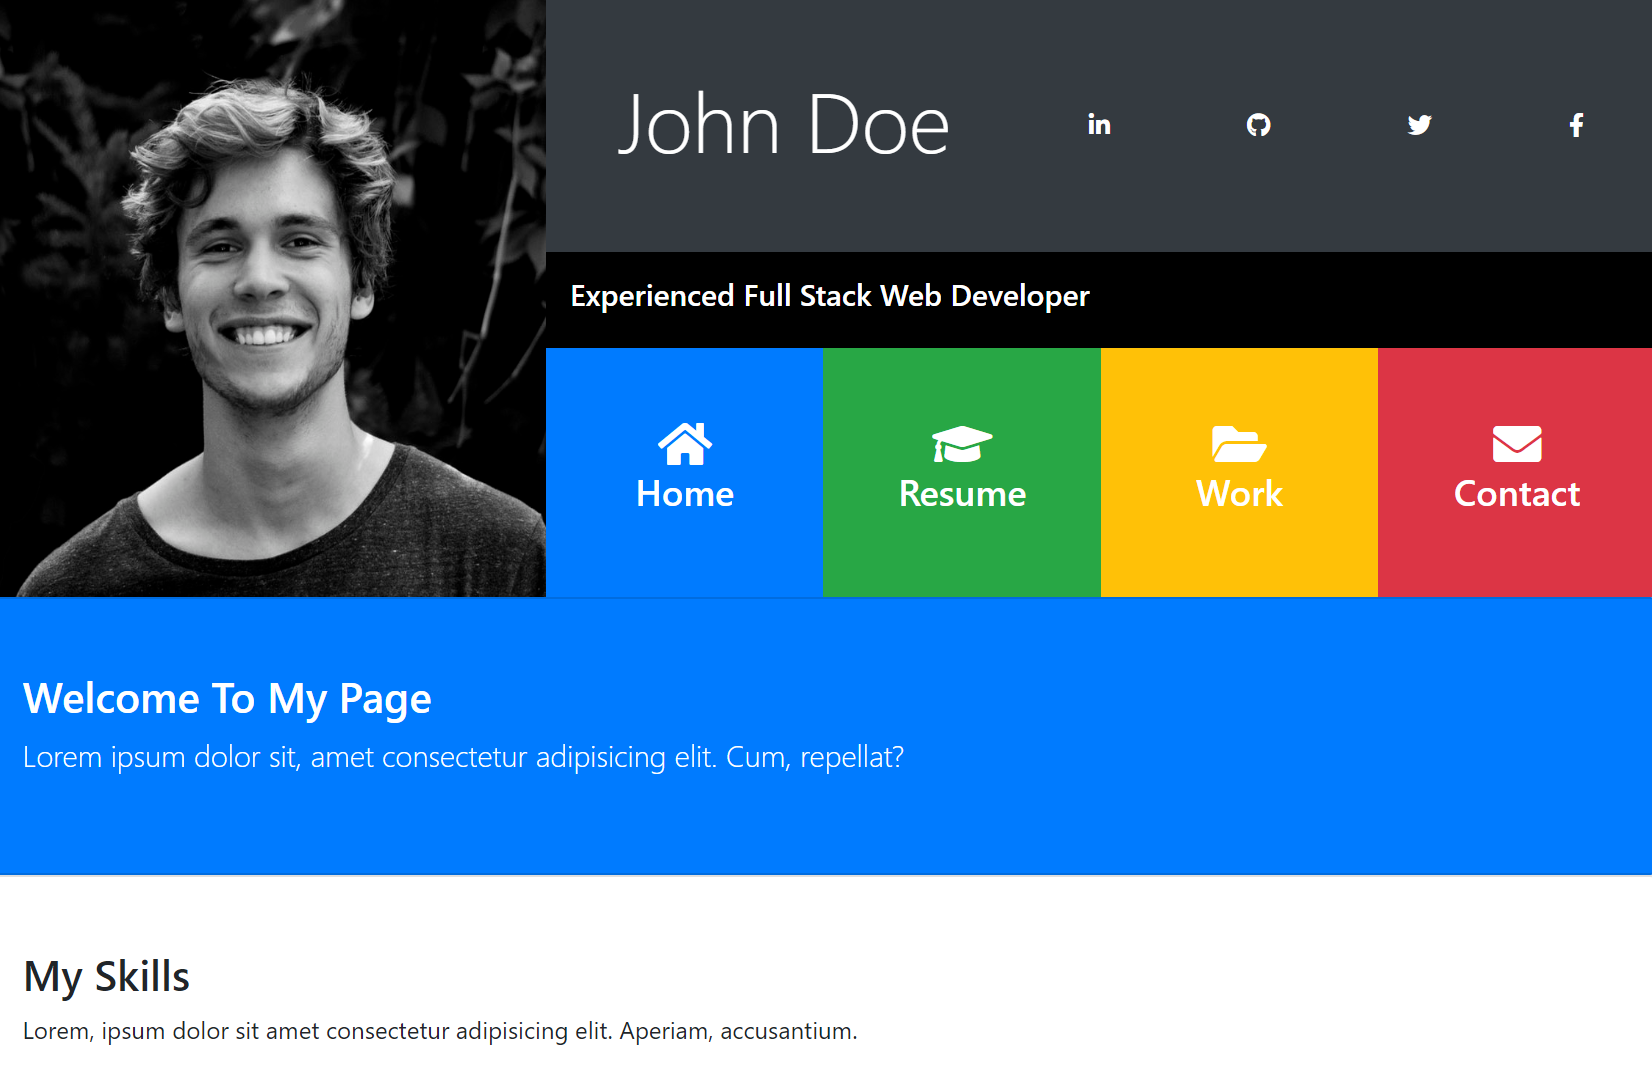 John Doe
Experienced Full Stack Web Developer
Home
Resume
Work
Contact
Welcome To My Page
Lorem ipsum dolor sit, amet consectetur adipisicing elit. Cum, repellat?
My Skills
Lorem, ipsum dolor sit amet consectetur adipisicing elit. Aperiam, accusantium.